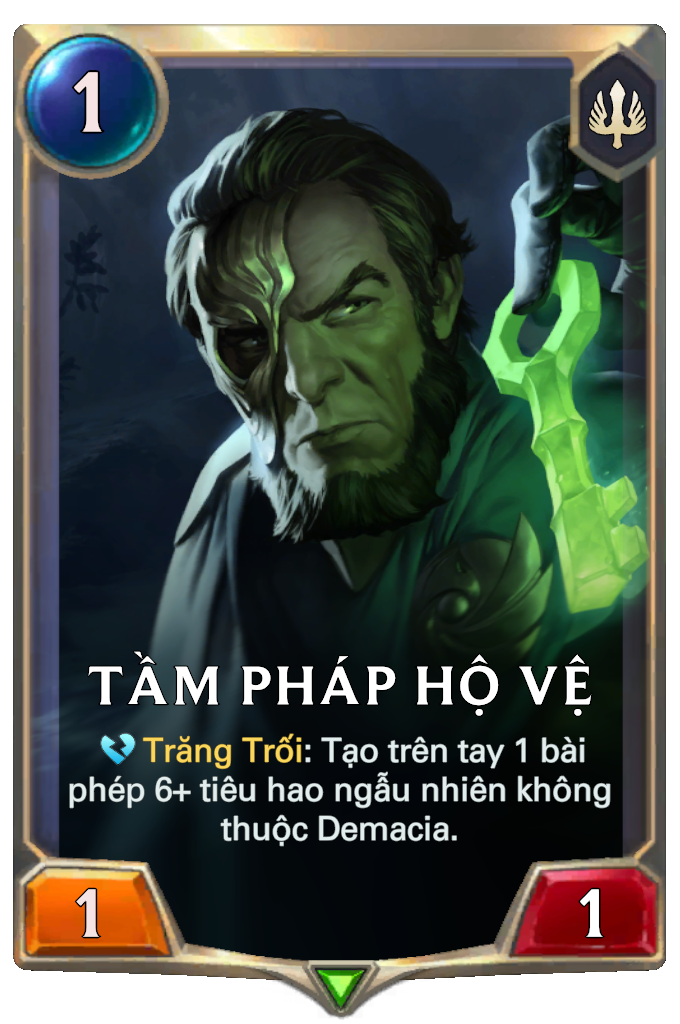 1
TẦM PHÁP HỘ VỆ
Trăng Trối: Tạo trên tay 1 bài
phép 6+ tiêu hao ngẫu nhiên không
thuộc Demacia.
1
1